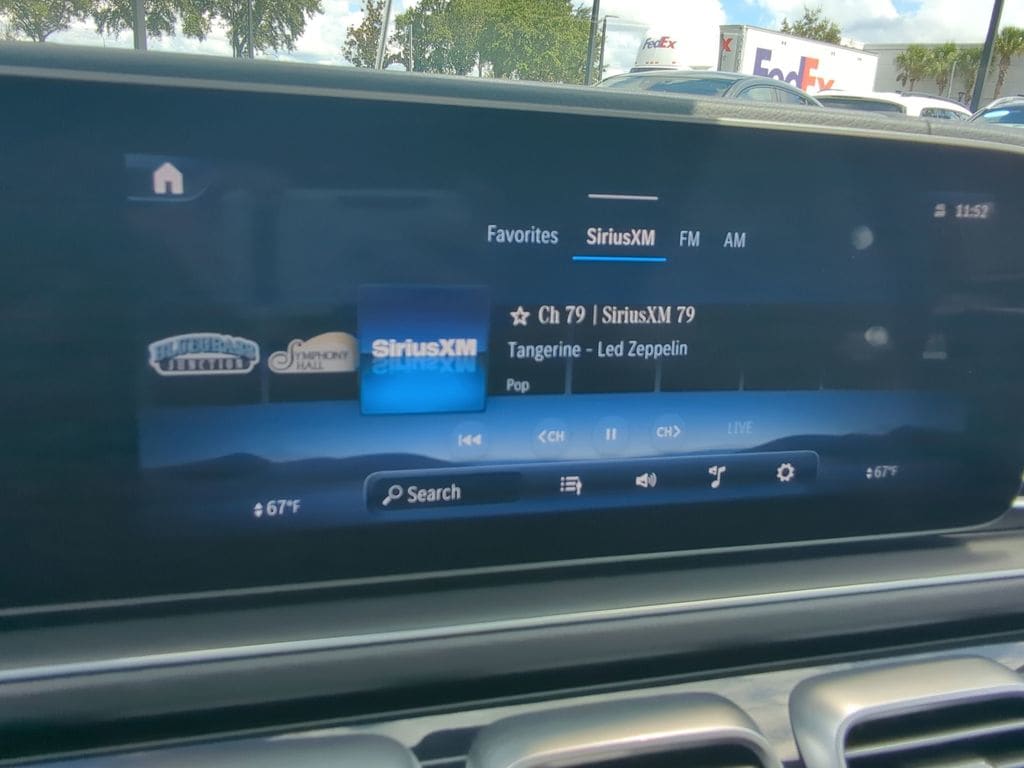 FedEx
FedEx
11:52
Favorites SiriusXM FM AM
Ch 79 | SiriusXM 79
Tangerine - Led Zeppelin
Pop
BLUEGRASS
JUNCTION
SYMPHONY
HALL
SiriusXM
<CH CH> LIVE
Search
67°F 67°F